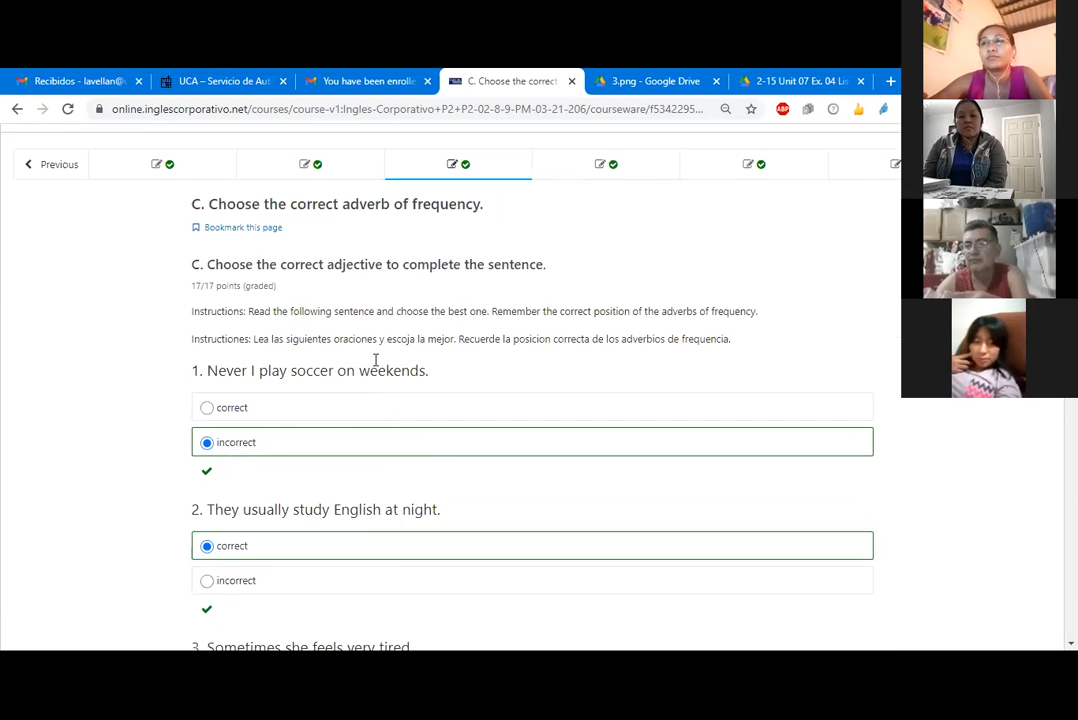 Recibidos - lavellan@
UCA – Servicio de Aut
You have been enrolle
C. Choose the correct
3.png - Google Drive
2-15 Unit 07 Ex. 04 Lis
online.inglescorporativo.net/courses/course-v1:Ingles-Corporativo+P2+P2-02-8-9-PM-03-21-206/courseware/f5342295...
ABP
Previous
C. Choose the correct adverb of frequency.
Bookmark this page
C. Choose the correct adjective to complete the sentence.
17/17 points (graded)
Instructions: Read the following sentence and choose the best one. Remember the correct position of the adverbs of frequency.
Instructiones: Lea las siguientes oraciones y escoja la mejor. Recuerde la posicion correcta de los adverbios de frequencia.
1. Never I play soccer on weekends.
correct
incorrect
2. They usually study English at night.
correct
incorrect
3. Sometimes she feels very tired